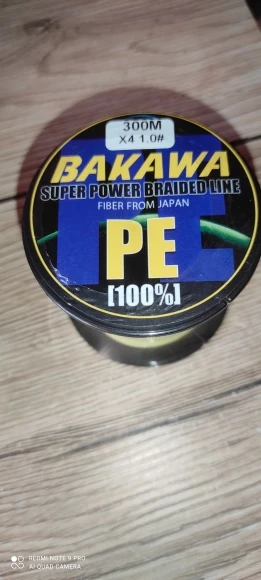 300M
X4 1.0#
BAKAWA
SUPER POWER BRAIDED LINE
FIBER FROM JAPAN
PE
[100%]
REDMI NOTE 9 PRO
AI QUAD CAMERA